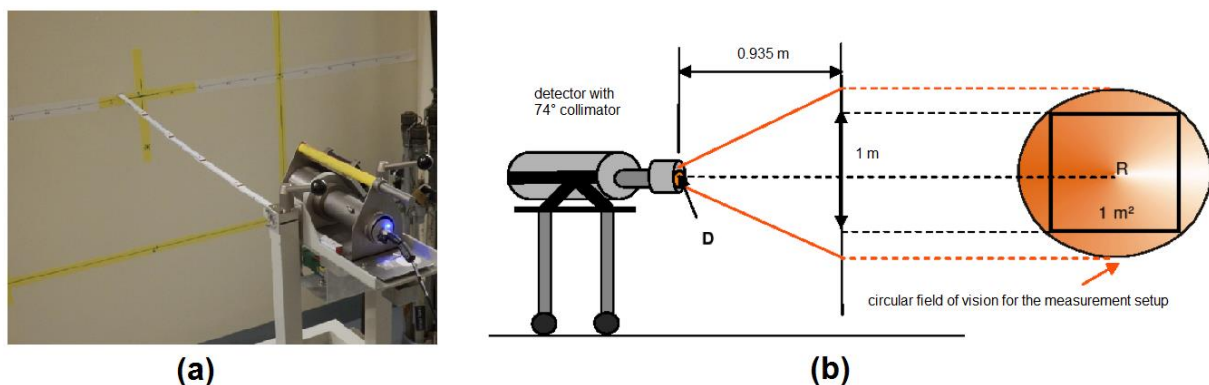 0.935 m
detector with
74° collimator
1 m
R
1 m²
D
circular field of vision for the measurement setup
(a)
(b)